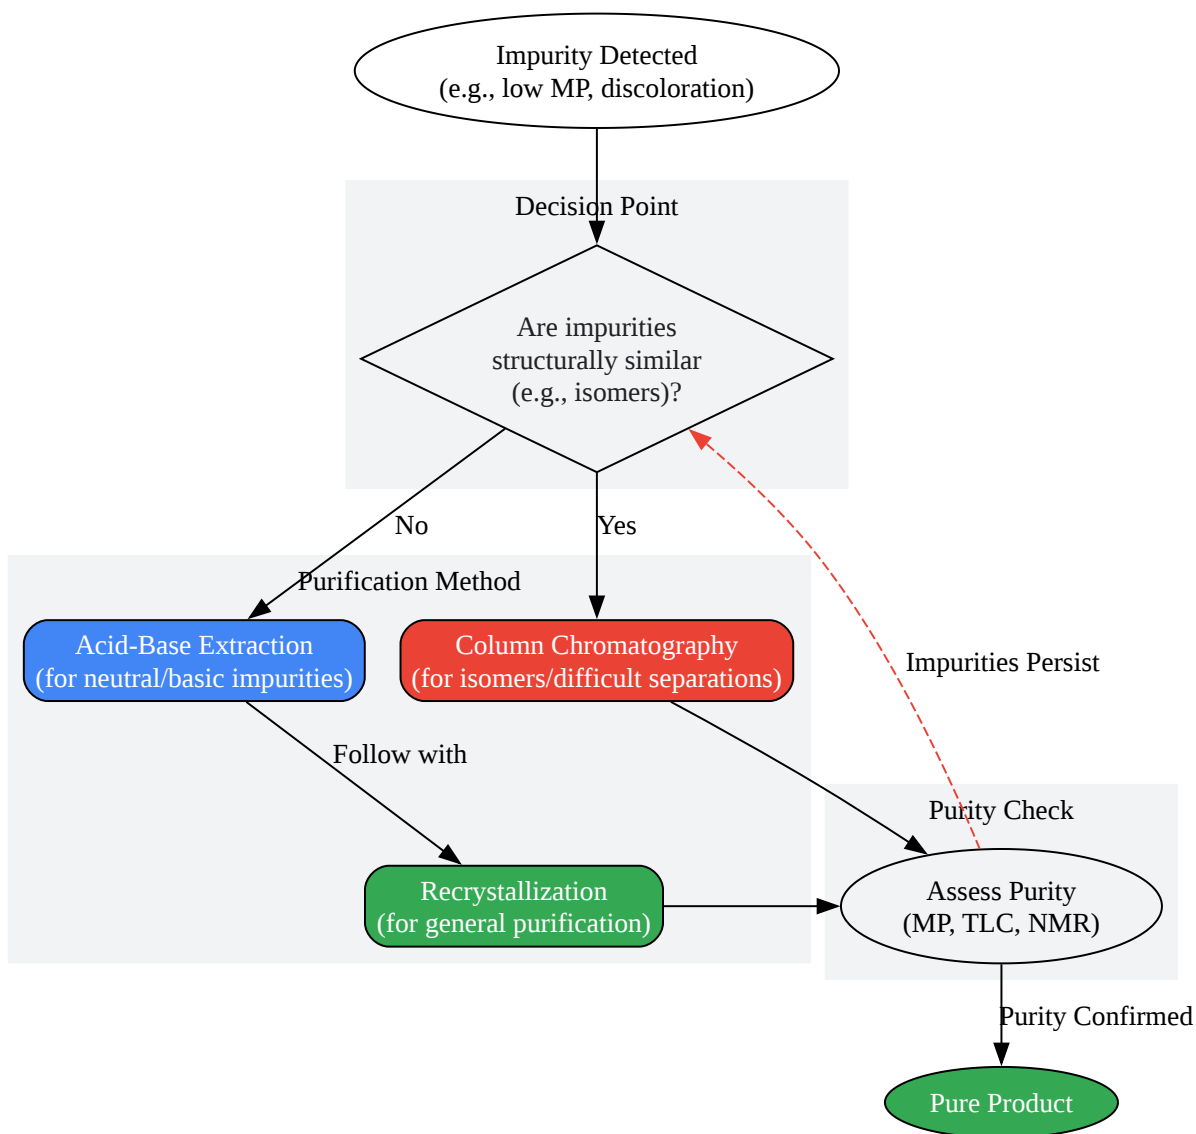 Impurity Detected
(e.g., low MP, discoloration)
Decision Point
Are impurities
structurally similar
(e.g., isomers)?
No
Yes
Purification Method
Acid-Base Extraction
(for neutral/basic impurities)
Column Chromatography
(for isomers/difficult separations)
Impurities Persist
Follow with
Purity Check
Recrystallization
(for general purification)
Assess Purity
(MP, TLC, NMR)
Purity Confirmed
Pure Product